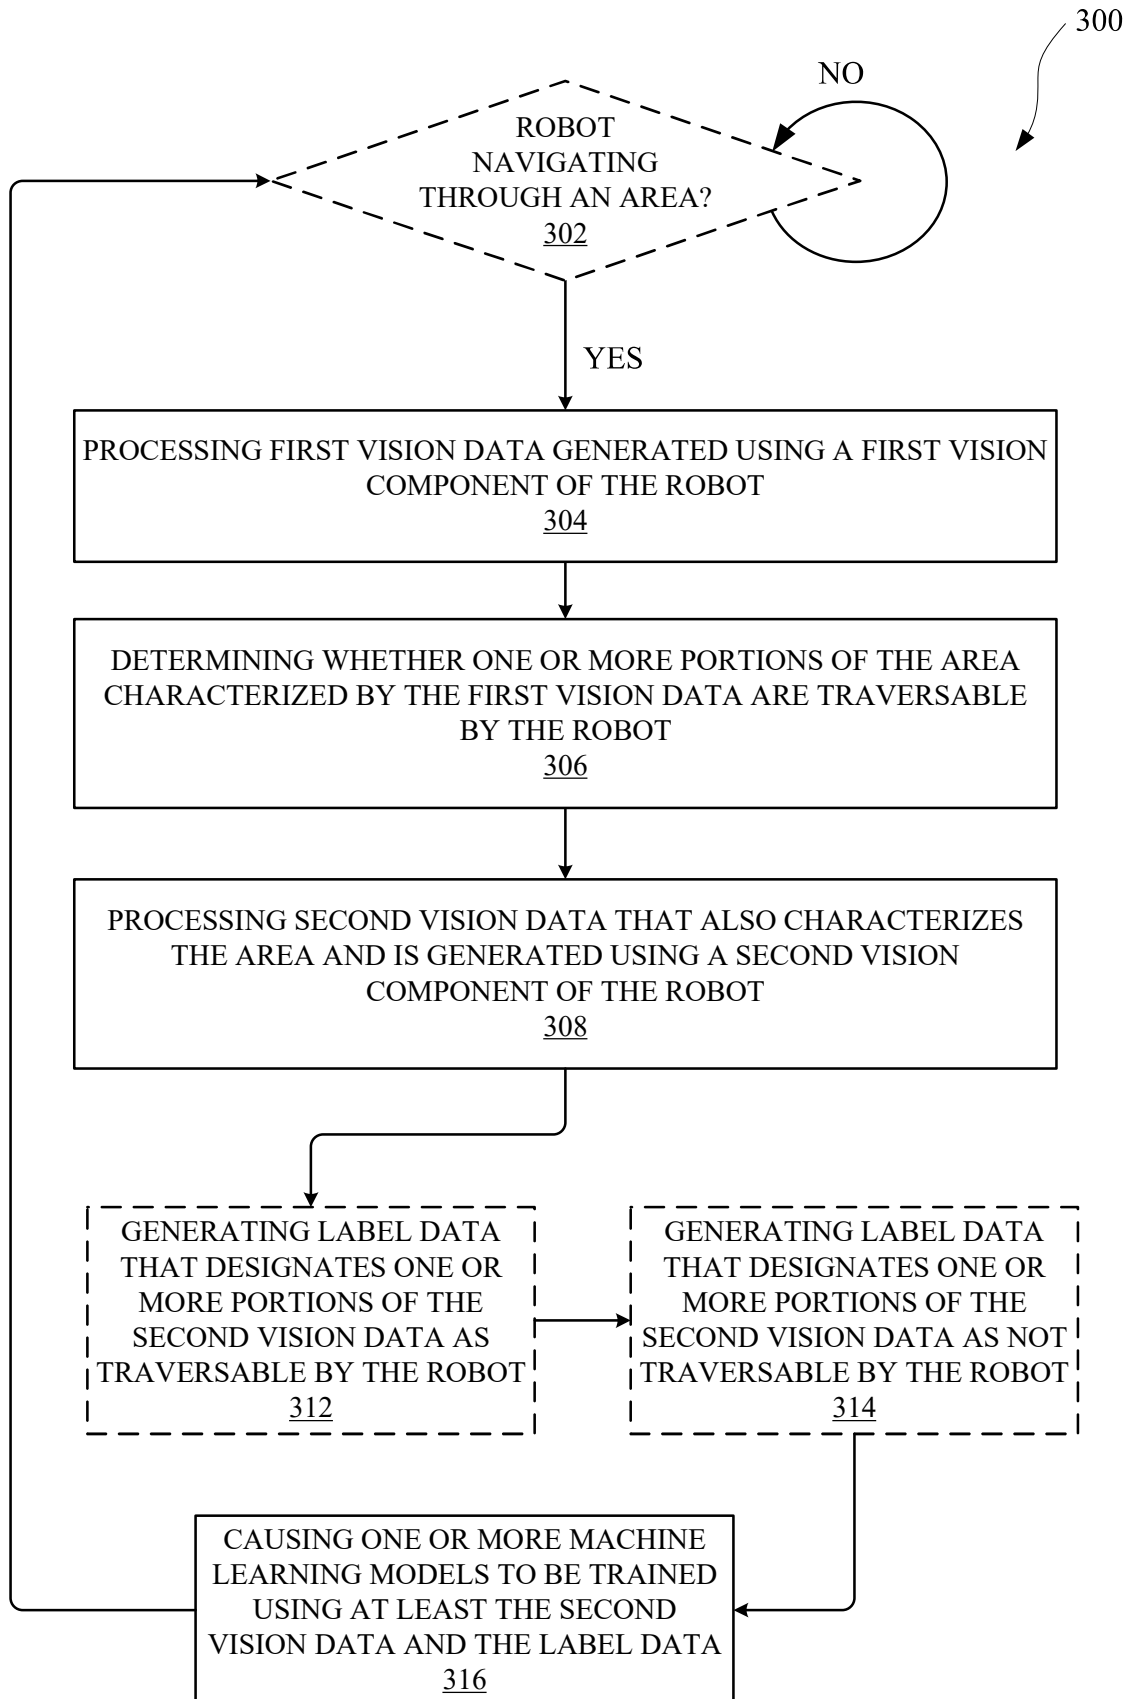 300
NO
ROBOT
NAVIGATING
THROUGH AN AREA?
302
YES
PROCESSING FIRST VISION DATA GENERATED USING A FIRST VISION
COMPONENT OF THE ROBOT
304
DETERMINING WHETHER ONE OR MORE PORTIONS OF THE AREA
CHARACTERIZED BY THE FIRST VISION DATA ARE TRAVERSABLE
BY THE ROBOT
306
PROCESSING SECOND VISION DATA THAT ALSO CHARACTERIZES
THE AREA AND IS GENERATED USING A SECOND VISION
COMPONENT OF THE ROBOT
308
GENERATING LABEL DATA
THAT DESIGNATES ONE OR
MORE PORTIONS OF THE
SECOND VISION DATA AS
TRAVERSABLE BY THE ROBOT
312
GENERATING LABEL DATA
THAT DESIGNATES ONE OR
MORE PORTIONS OF THE
SECOND VISION DATA AS NOT
TRAVERSABLE BY THE ROBOT
314
CAUSING ONE OR MORE MACHINE
LEARNING MODELS TO BE TRAINED
USING AT LEAST THE SECOND
VISION DATA AND THE LABEL DATA
316